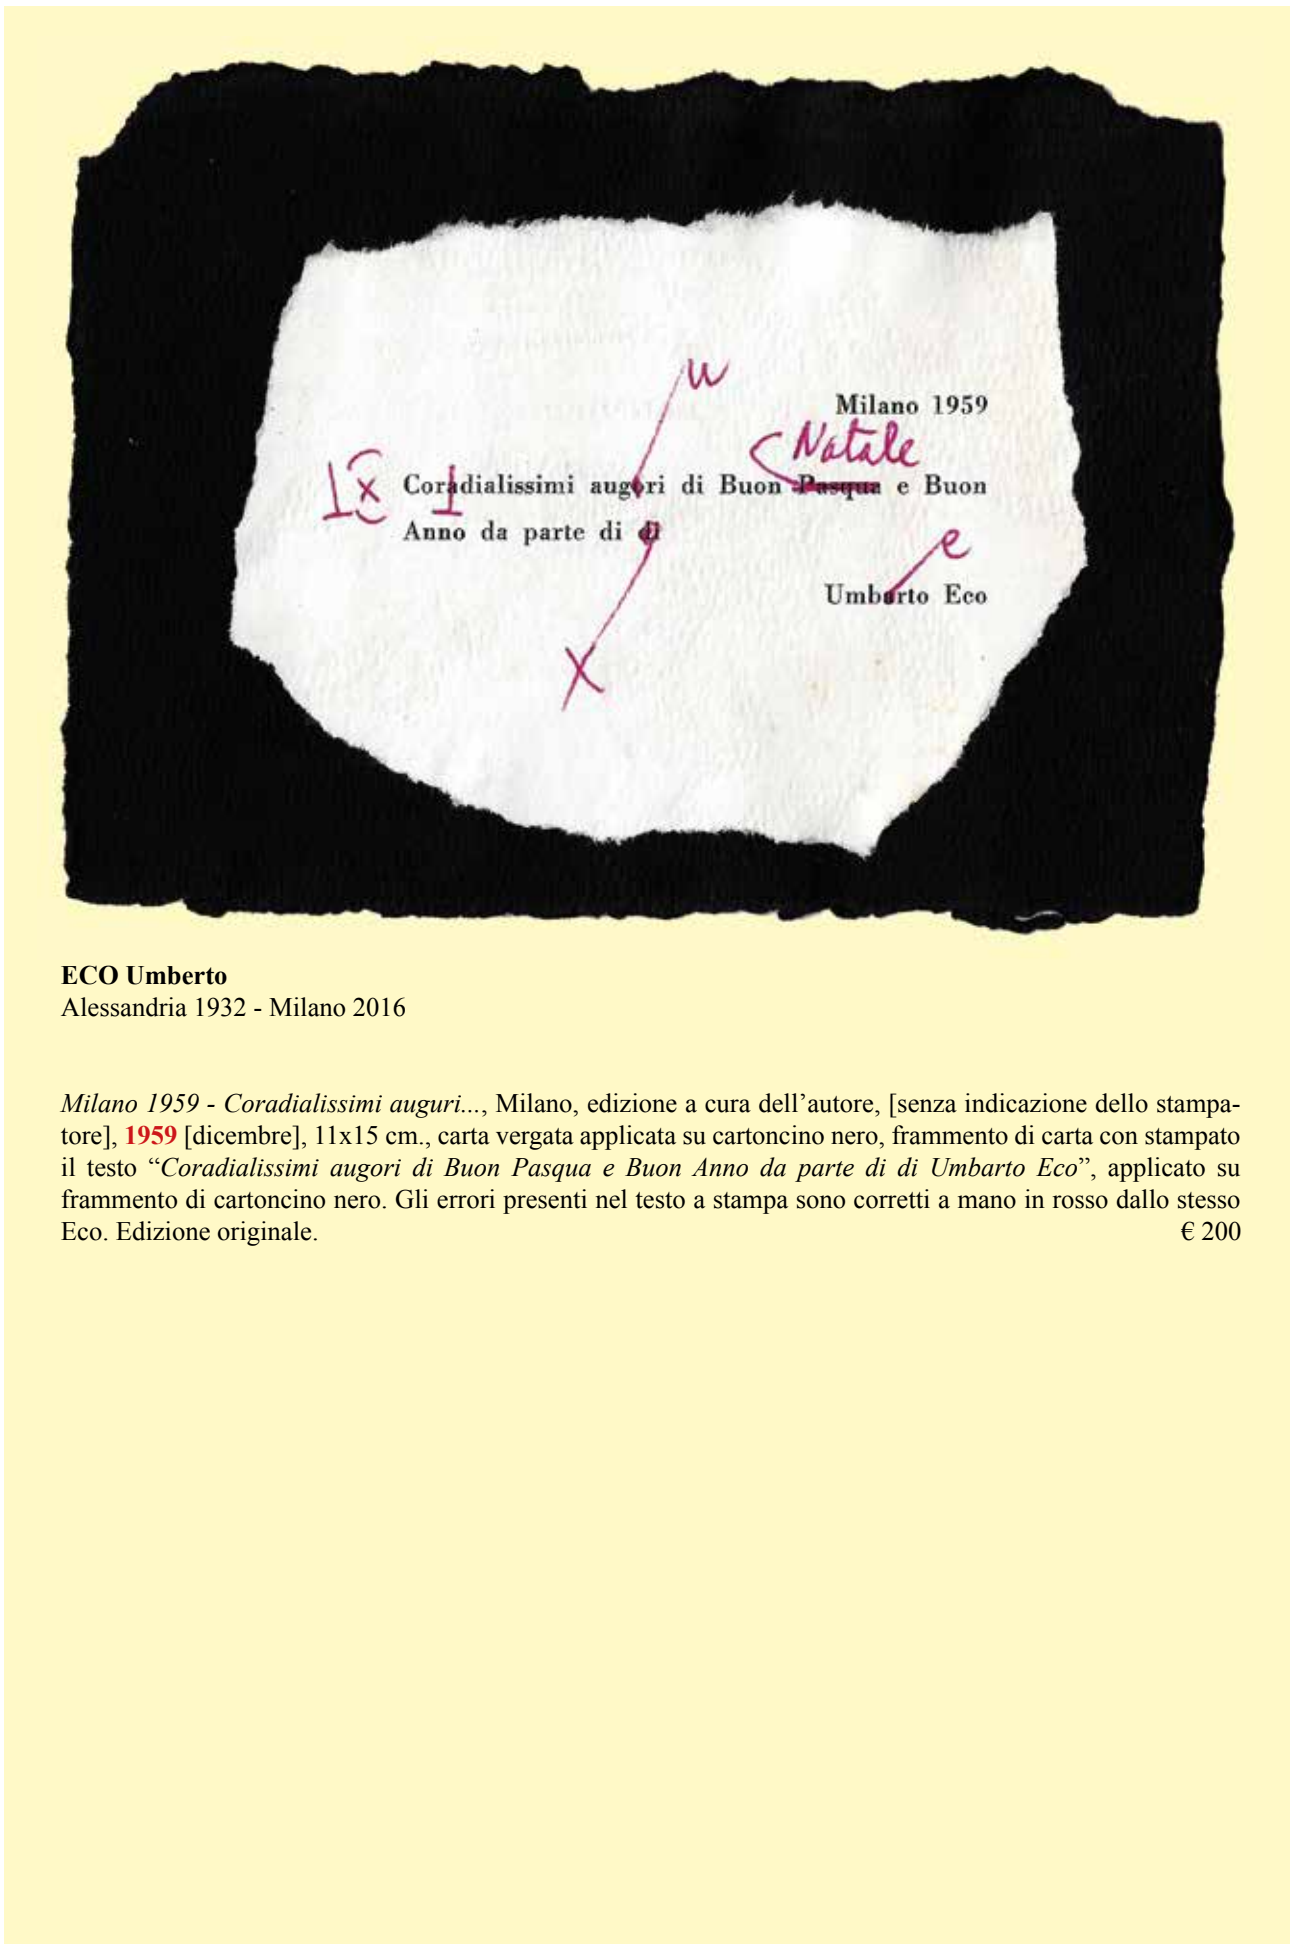 u
Milano 1959
Natale
x Coradialissimi augori di Buon Pasqua e Buon
Anno da parte di di
e
Umbarto Eco
X
ECO Umberto
Alessandria 1932 - Milano 2016
Milano 1959 - Coradialissimi auguri..., Milano, edizione a cura dell’autore, [senza indicazione dello stampa-
tore], 1959 [dicembre], 11x15 cm., carta vergata applicata su cartoncino nero, frammento di carta con stampato
il testo “Coradialissimi augori di Buon Pasqua e Buon Anno da parte di di Umbarto Eco”, applicato su
frammento di cartoncino nero. Gli errori presenti nel testo a stampa sono corretti a mano in rosso dallo stesso
Eco. Edizione originale. € 200